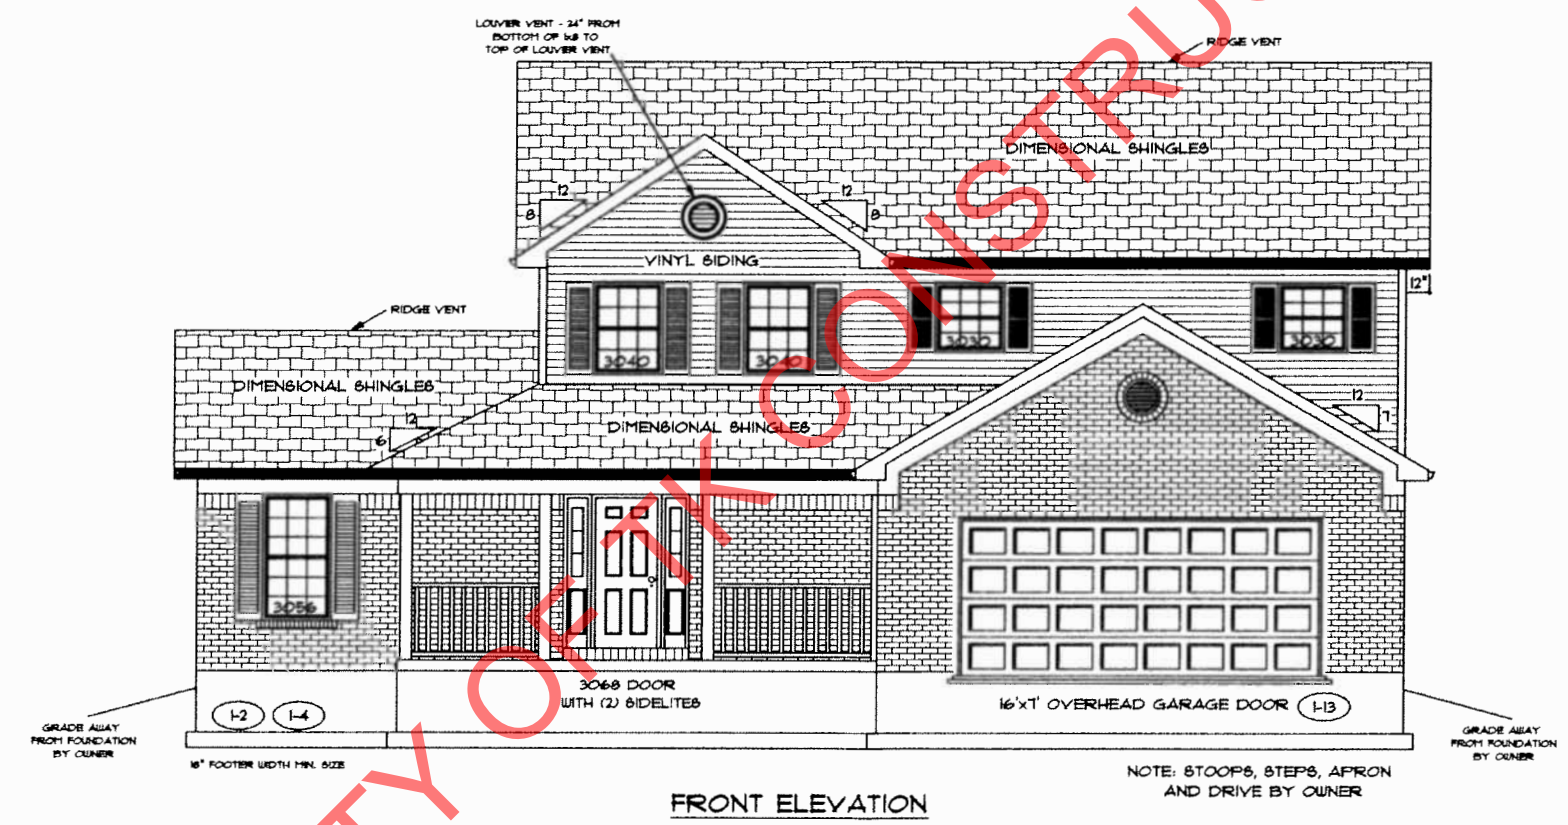 LOUVER VENT - 24" FROM
BOTTOM OF 1x8 TO
TOP OF LOUVER VENT
RIDGE VENT
DIMENSIONAL SHINGLES
12
8
12
8
VINYL SIDING
12"
RIDGE VENT
3040
3040
3030
3030
DIMENSIONAL SHINGLES
12
6
DIMENSIONAL SHINGLES
12
7
3056
3068 DOOR
WITH (2) SIDELITES
16'x7' OVERHEAD GARAGE DOOR
1-13
1-2
1-4
GRADE AWAY
FROM FOUNDATION
BY OWNER
GRADE AWAY
FROM FOUNDATION
BY OWNER
16" FOOTER WIDTH MIN. SIZE
NOTE: STOOPS, STEPS, APRON
AND DRIVE BY OWNER
FRONT ELEVATION
TY OF TK CONSTRUC